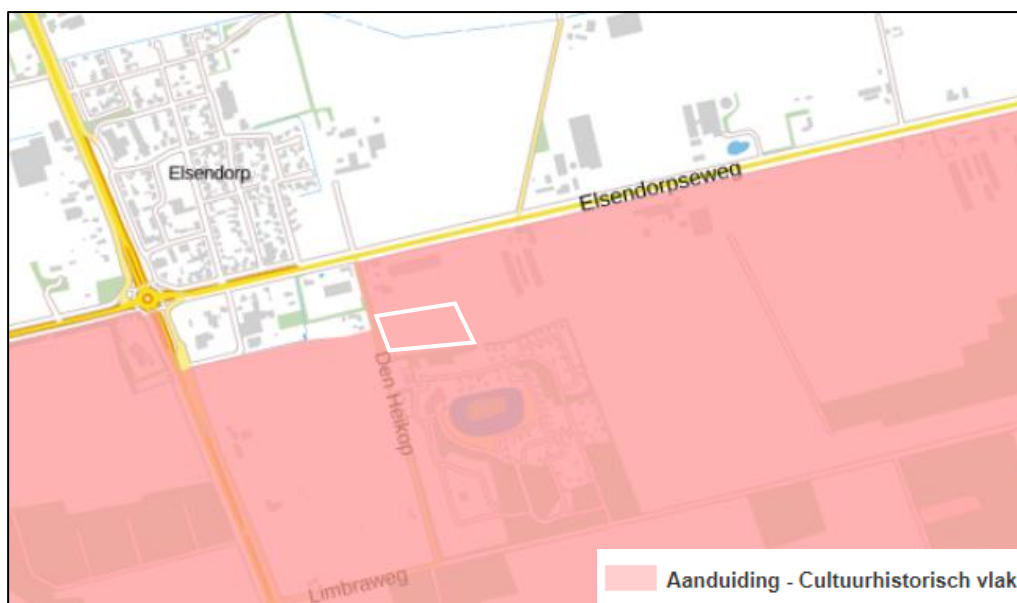 Elsendorp
Elsendorpseweg
Den Heikop
Limbraweg
Aanduiding - Cultuurhistorisch vlak